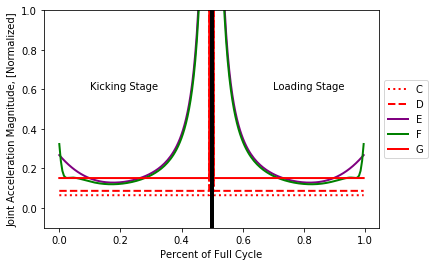 Joint Acceleration Magnitude, [Normalized]
1.0
0.8
0.6
0.4
0.2
0.0
Kicking Stage
Loading Stage
C
D
E
F
G
0.0 0.2 0.4 0.6 0.8 1.0
Percent of Full Cycle